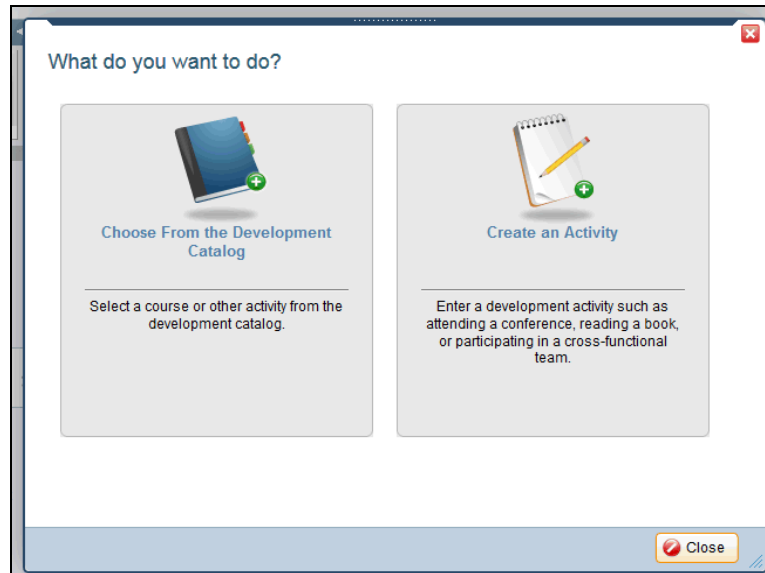 What do you want to do?
Choose From the Development
Catalog
Select a course or other activity from the
development catalog.
Create an Activity
Enter a development activity such as
attending a conference, reading a book,
or participating in a cross-functional
team.
Close